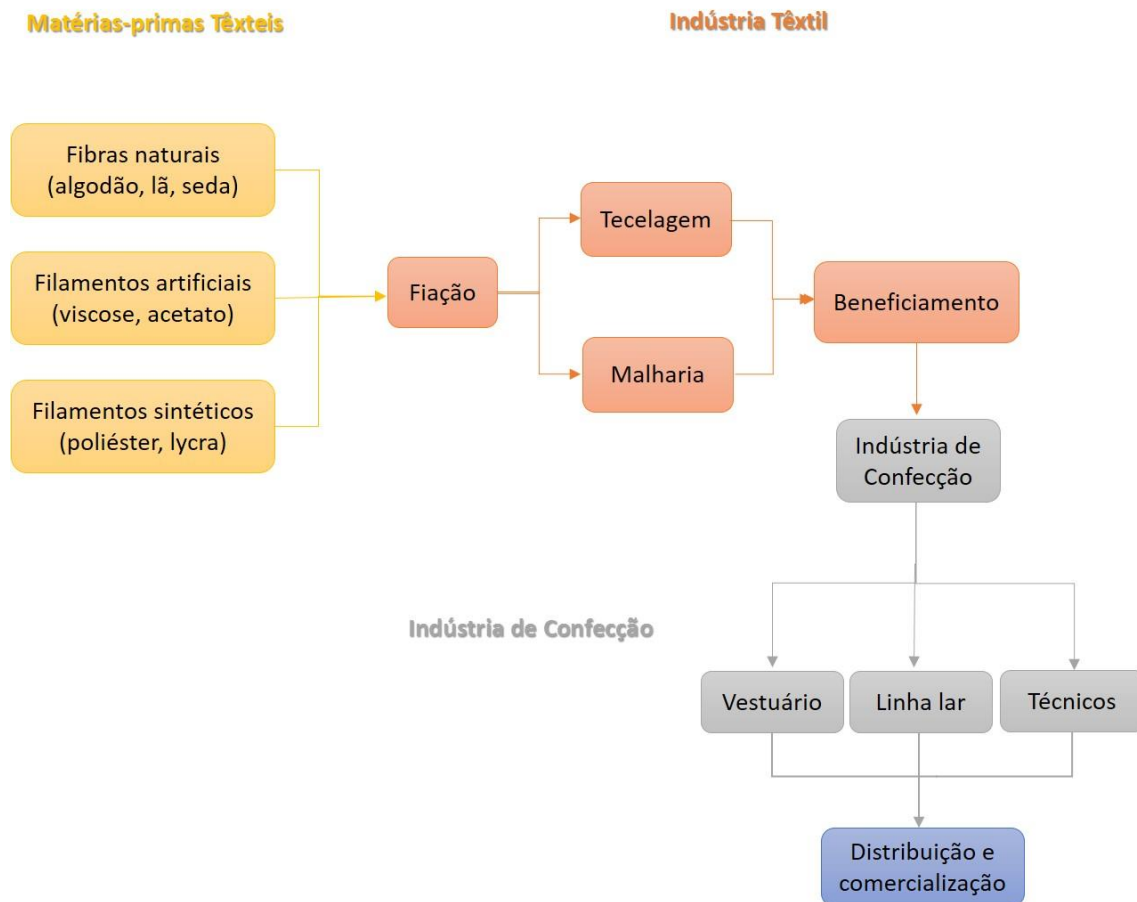 Matérias-primas Têxteis
Indústria Têxtil
Fibras naturais
(algodão, lã, seda)
Tecelagem
Filamentos artificiais
(viscose, acetato)
Fiação
Beneficiamento
Malharia
Filamentos sintéticos
(poliéster, lycra)
Indústria de
Confecção
Indústria de Confecção
Vestuário
Linha lar
Técnicos
Distribuição e
comercialização